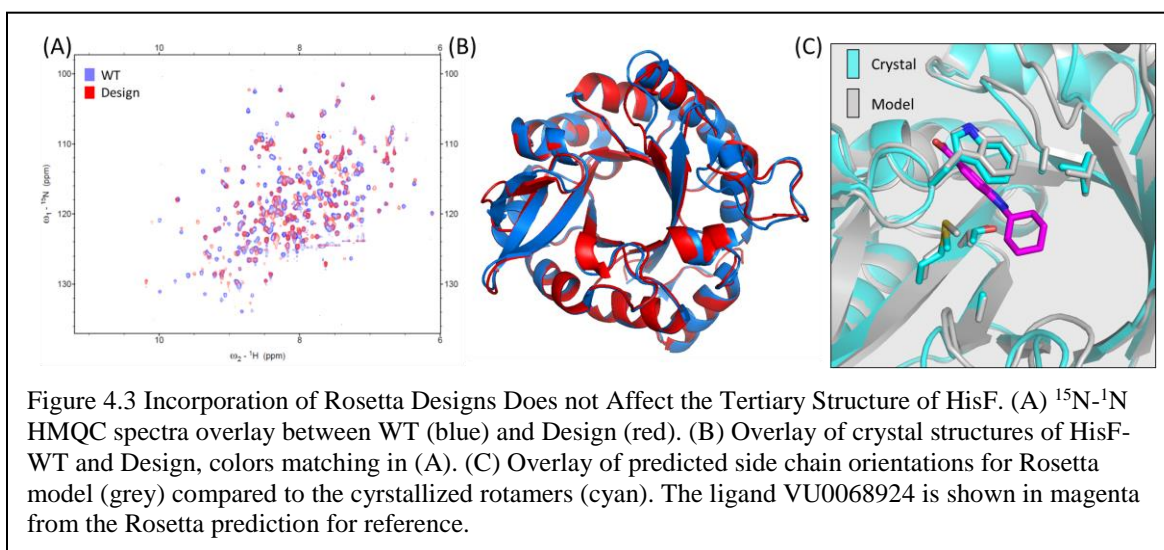 (A)
(B)
(C)
10
8
6
WT
Design
Crystal
Model
100
110
120
130
100
110
120
130
ω₁ - ¹⁵N (ppm)
10
8
6
ω₂ - ¹H (ppm)
Figure 4.3 Incorporation of Rosetta Designs Does not Affect the Tertiary Structure of HisF. (A) ¹⁵N-¹N
HMQC spectra overlay between WT (blue) and Design (red). (B) Overlay of crystal structures of HisF-
WT and Design, colors matching in (A). (C) Overlay of predicted side chain orientations for Rosetta
model (grey) compared to the cyrstallized rotamers (cyan). The ligand VU0068924 is shown in magenta
from the Rosetta prediction for reference.